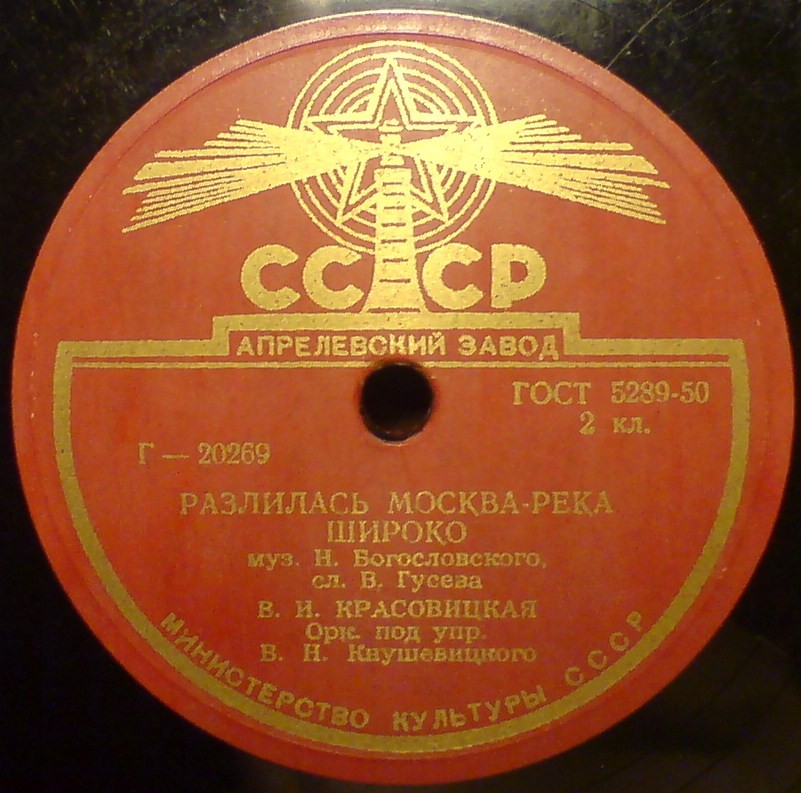 СССР
АПРЕЛЕВСКИЙ ЗАВОД
ГОСТ 5289-50
2 кл.
Г — 20269
РАЗЛИЛАСЬ МОСКВА-РЕКА
ШИРОКО
муз. Н. Богословского,
сл. В. Гусева
В. И. КРАСОВИЦКАЯ
Орк. под упр.
В. Н. Кнушевицкого
МИНИСТЕРСТВО КУЛЬТУРЫ СССР